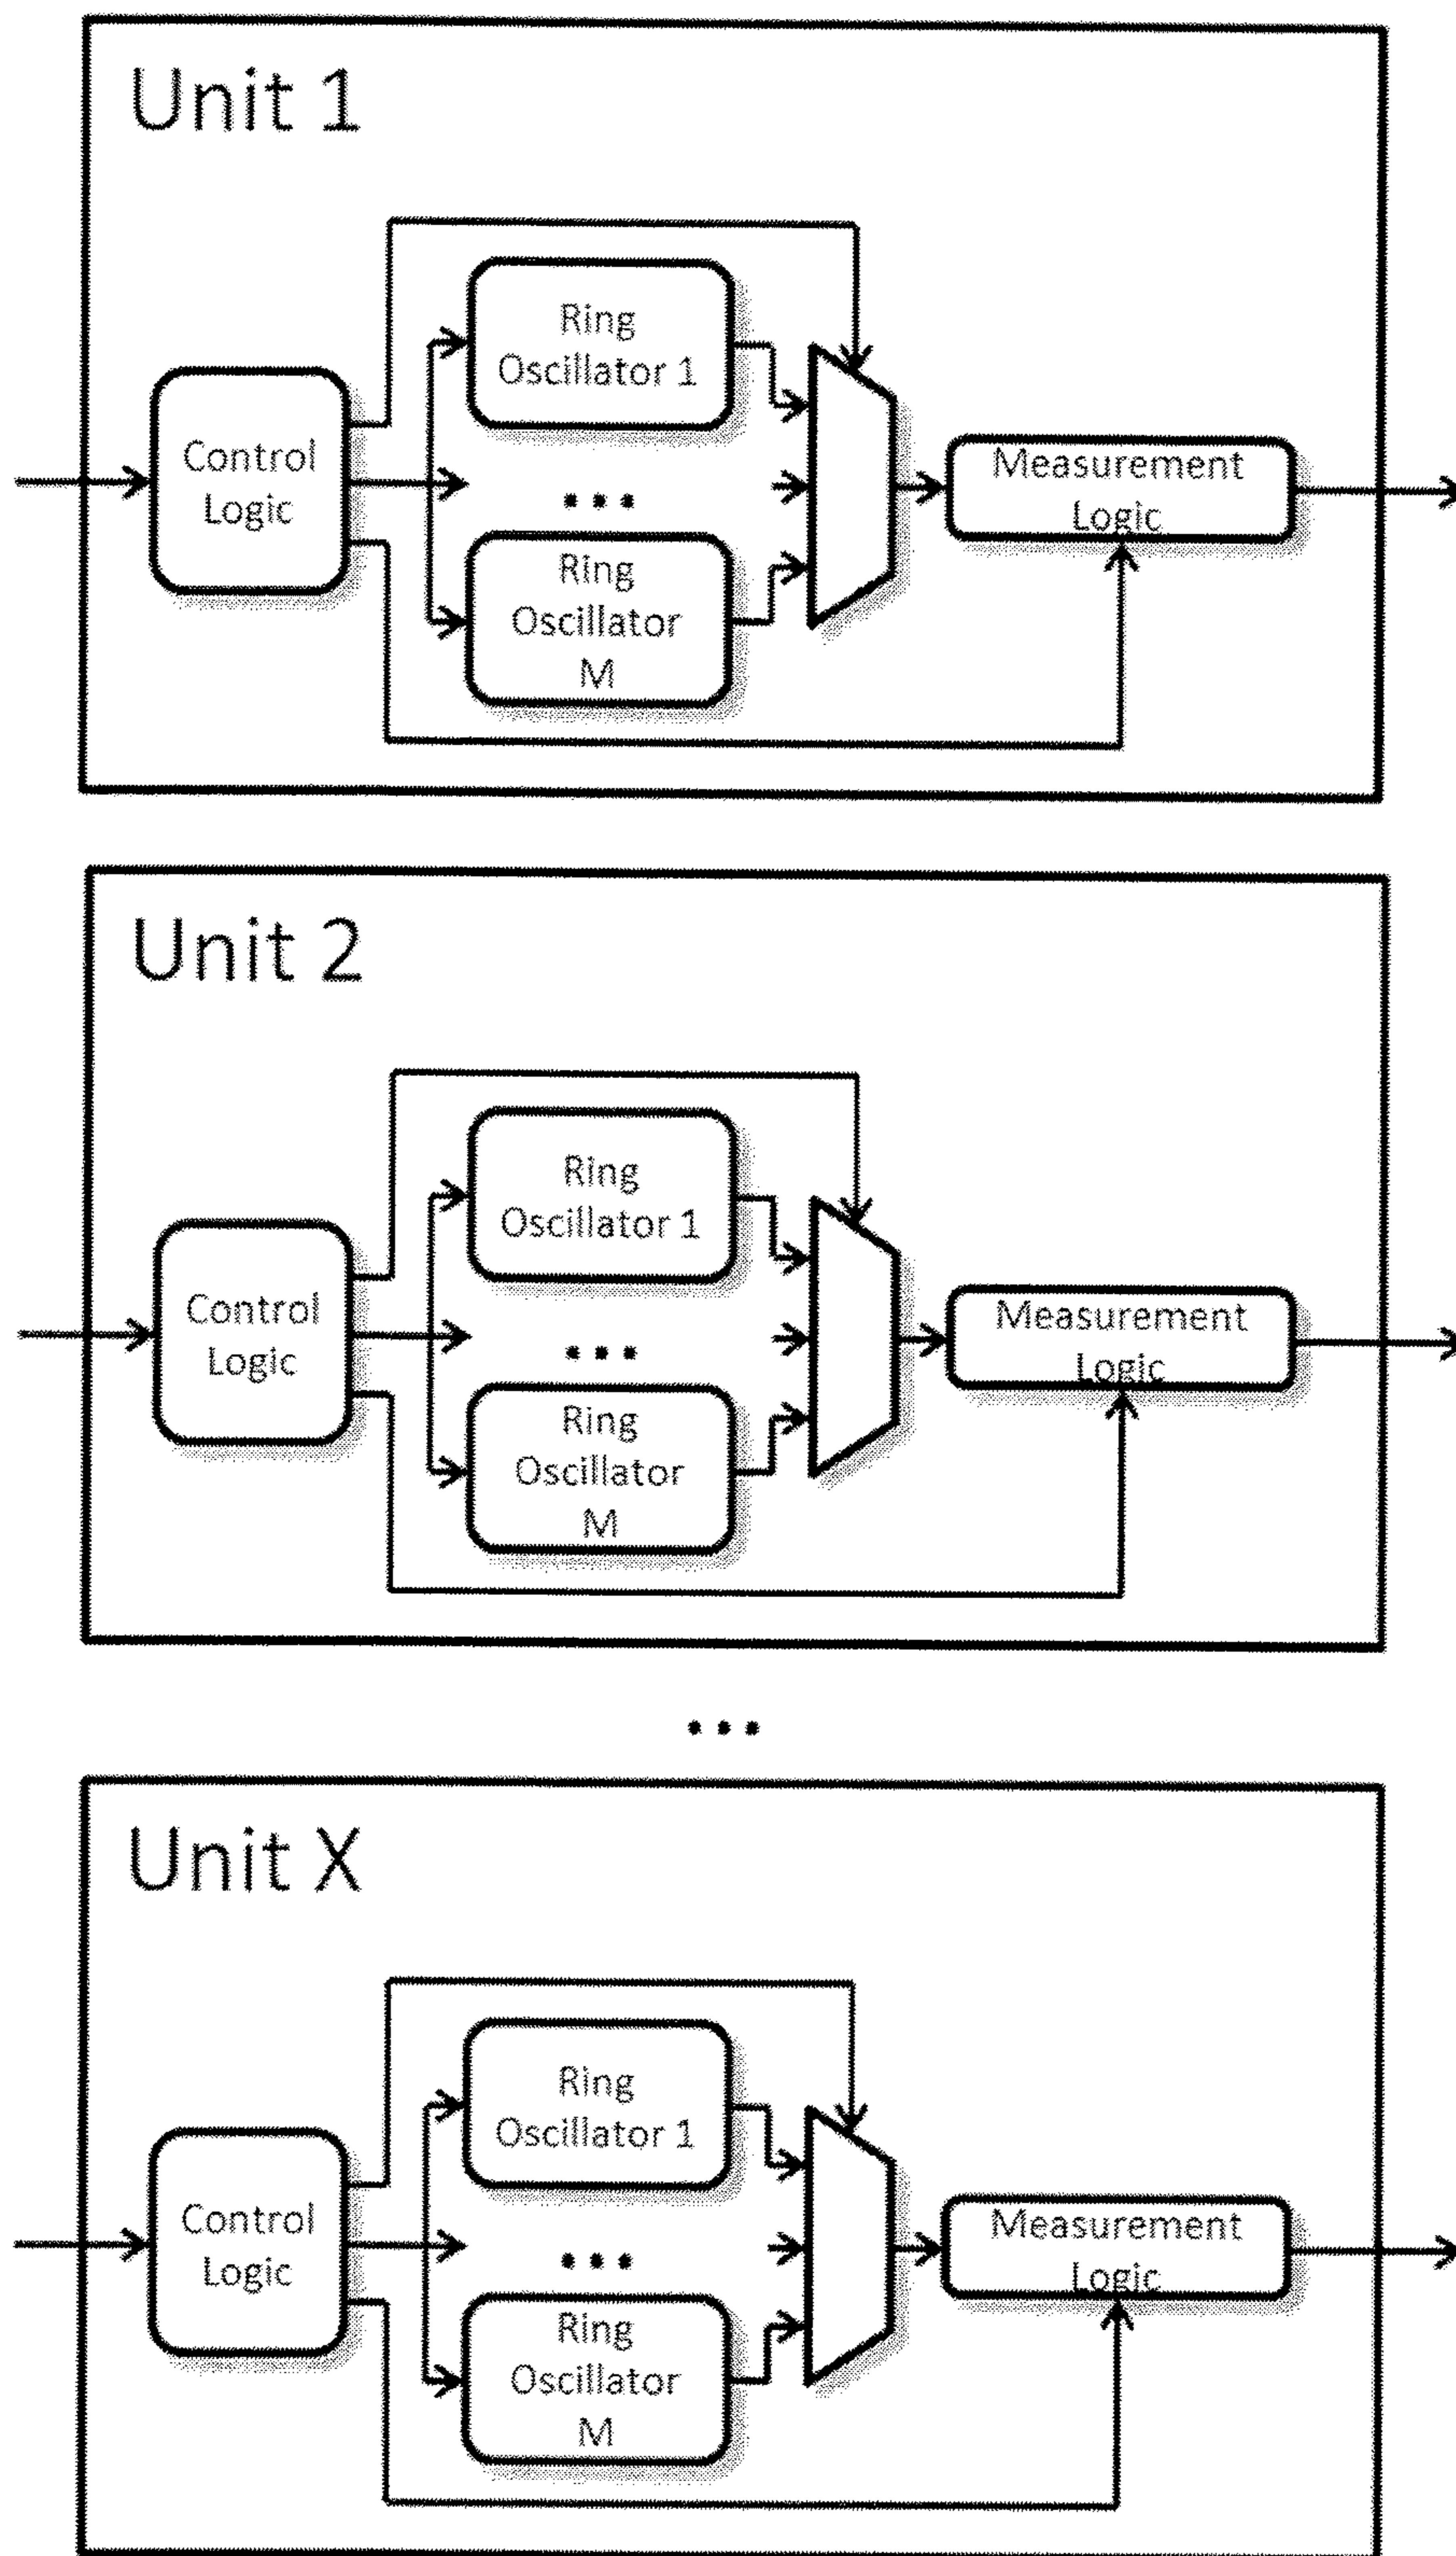 Unit 1
Ring
Oscillator 1
Control
Logic
...
Measurement
Logic
Ring
Oscillator
M
Unit 2
Ring
Oscillator 1
Control
Logic
...
Measurement
Logic
Ring
Oscillator
M
...
Unit X
Ring
Oscillator 1
Control
Logic
...
Measurement
Logic
Ring
Oscillator
M